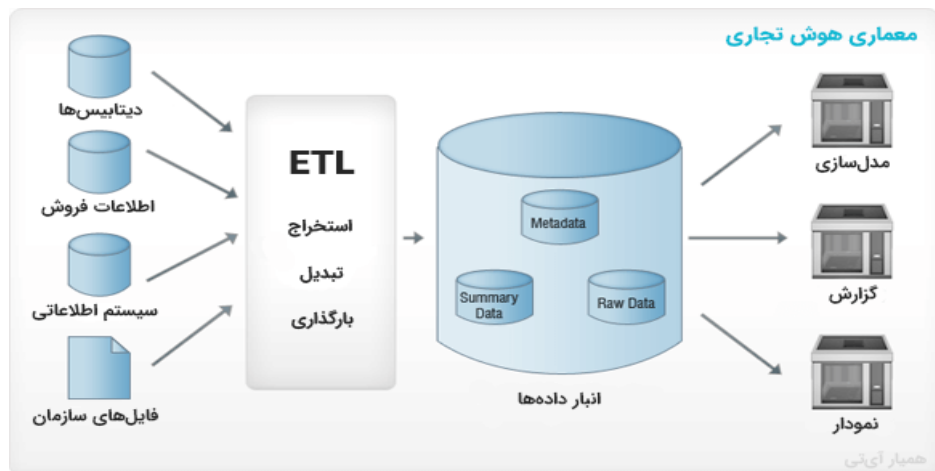 معماری هوش تجاری
دیتابیس‌ها
اطلاعات فروش
سیستم اطلاعاتی
فایل‌های سازمان
ETL
استخراج
تبدیل
بارگذاری
Metadata
Summary
Data
Raw Data
انبار داده‌ها
مدل‌سازی
گزارش
نمودار
همیار آی‌تی